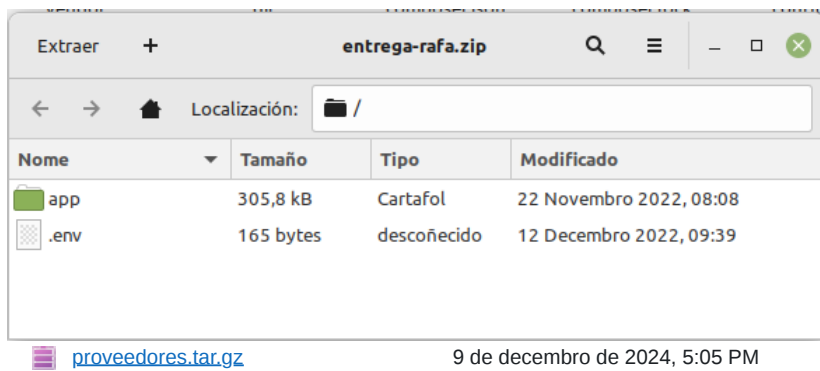 Extraer + entrega-rafa.zip
Localización: /
Nome Tamaño Tipo Modificado
app 305,8 kB Cartafol 22 Novembro 2022, 08:08
.env 165 bytes descoñecido 12 Decembro 2022, 09:39
proveedores.tar.gz 9 de decembro de 2024, 5:05 PM